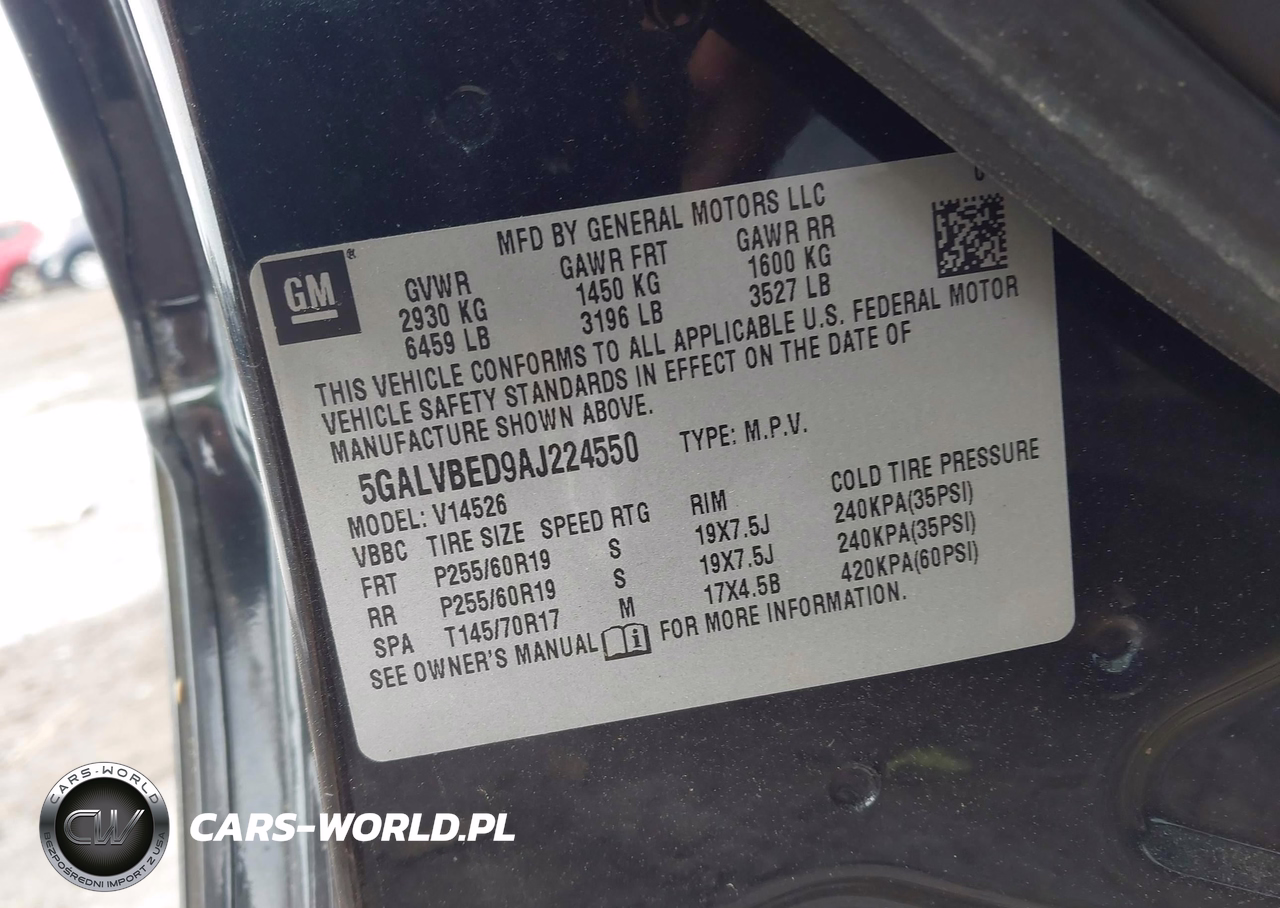 MFD BY GENERAL MOTORS LLC
GM®
GVWR GAWR FRT GAWR RR
2930 KG 1450 KG 1600 KG
6459 LB 3196 LB 3527 LB
THIS VEHICLE CONFORMS TO ALL APPLICABLE U.S. FEDERAL MOTOR
VEHICLE SAFETY STANDARDS IN EFFECT ON THE DATE OF
MANUFACTURE SHOWN ABOVE.
5GALVBED9AJ224550 TYPE: M.P.V.
MODEL: V14526
VBBC TIRE SIZE SPEED RTG RIM COLD TIRE PRESSURE
FRT P255/60R19 S 19X7.5J 240KPA(35PSI)
RR P255/60R19 S 19X7.5J 240KPA(35PSI)
SPA T145/70R17 M 17X4.5B 420KPA(60PSI)
SEE OWNER'S MANUAL FOR MORE INFORMATION.
CARS-WORLD
CW
BEZPOŚREDNI IMPORT Z USA
CARS-WORLD.PL